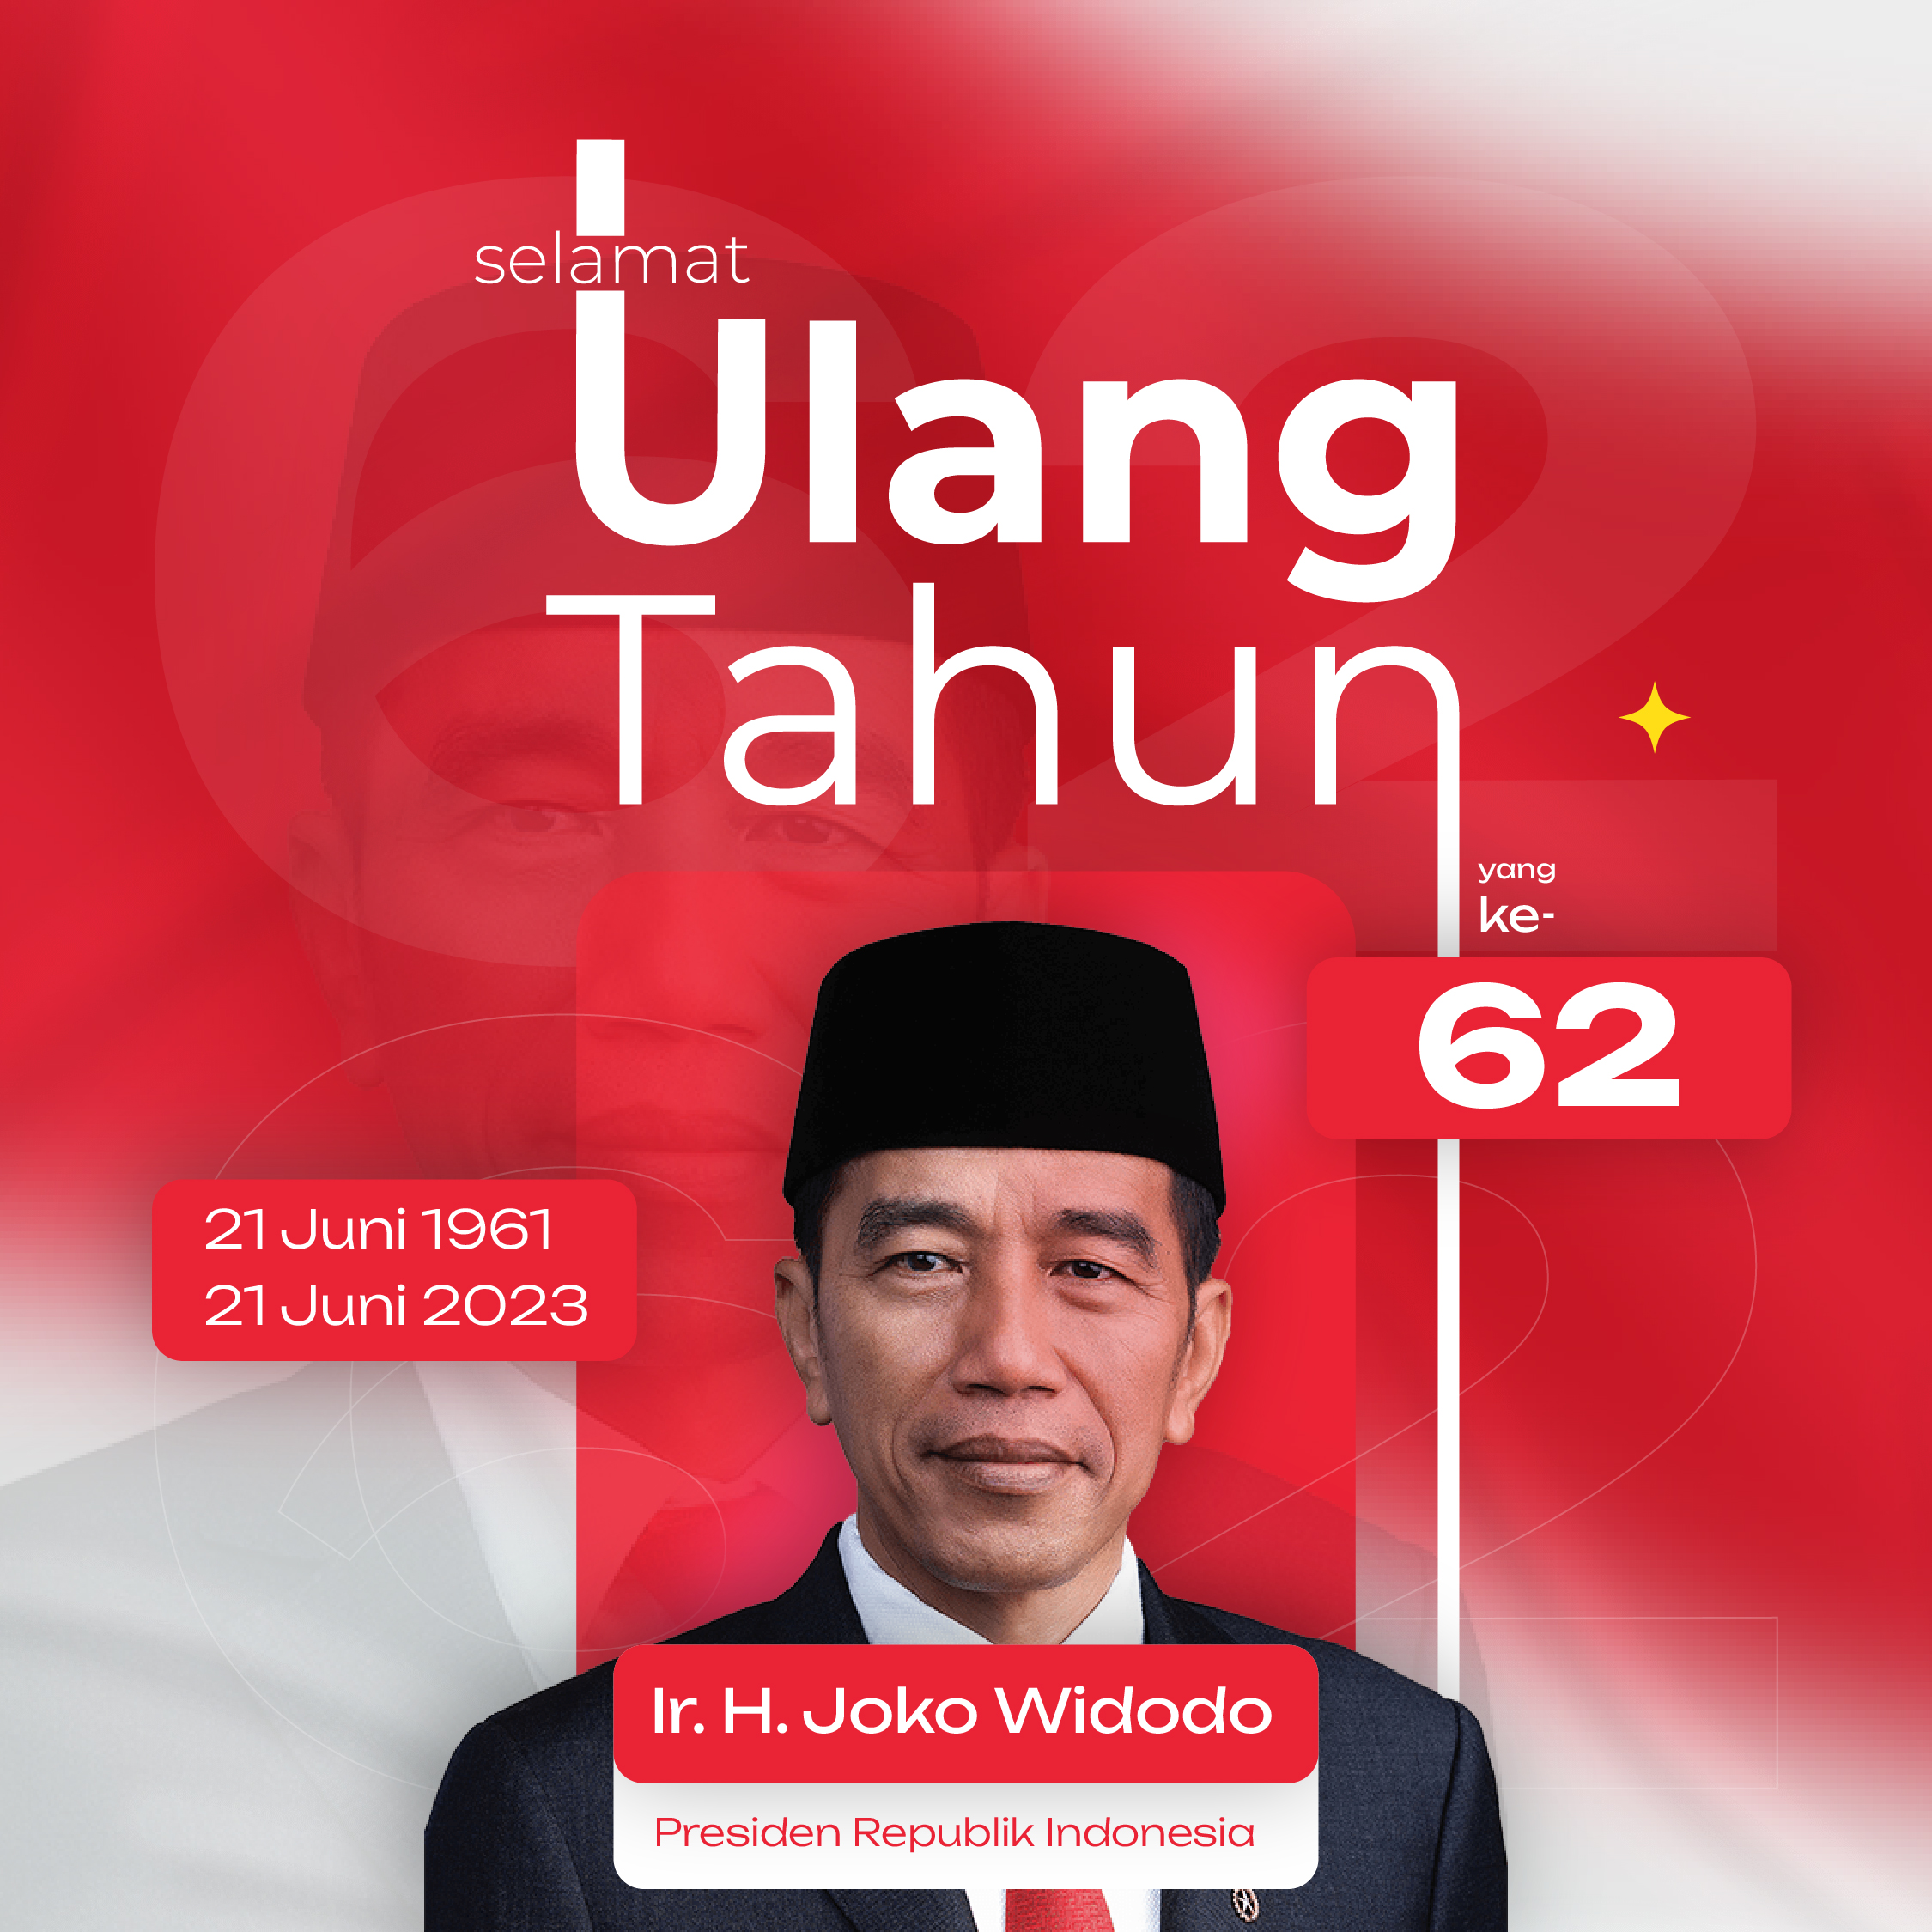 selamat
Ulang
Tahun
yang
ke-
62
21 Juni 1961
21 Juni 2023
Ir. H. Joko Widodo
Presiden Republik Indonesia